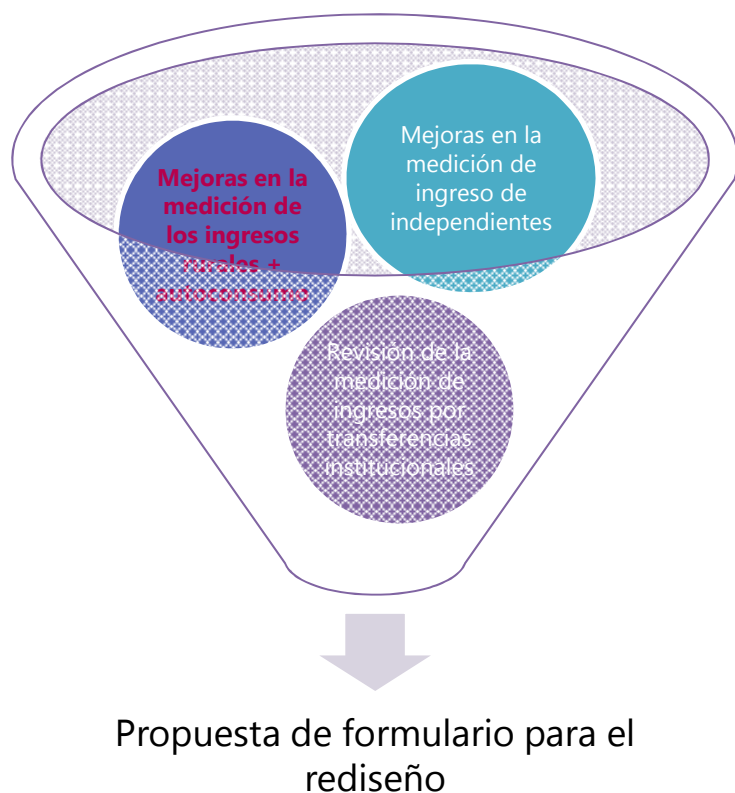 Mejoras en la
medición de
ingreso de
independientes
Mejoras en la
medición de
los ingresos
rurales +
autoconsumo
Revisión de la
medición de
ingresos por
transferencias
institucionales
Propuesta de formulario para el
rediseño